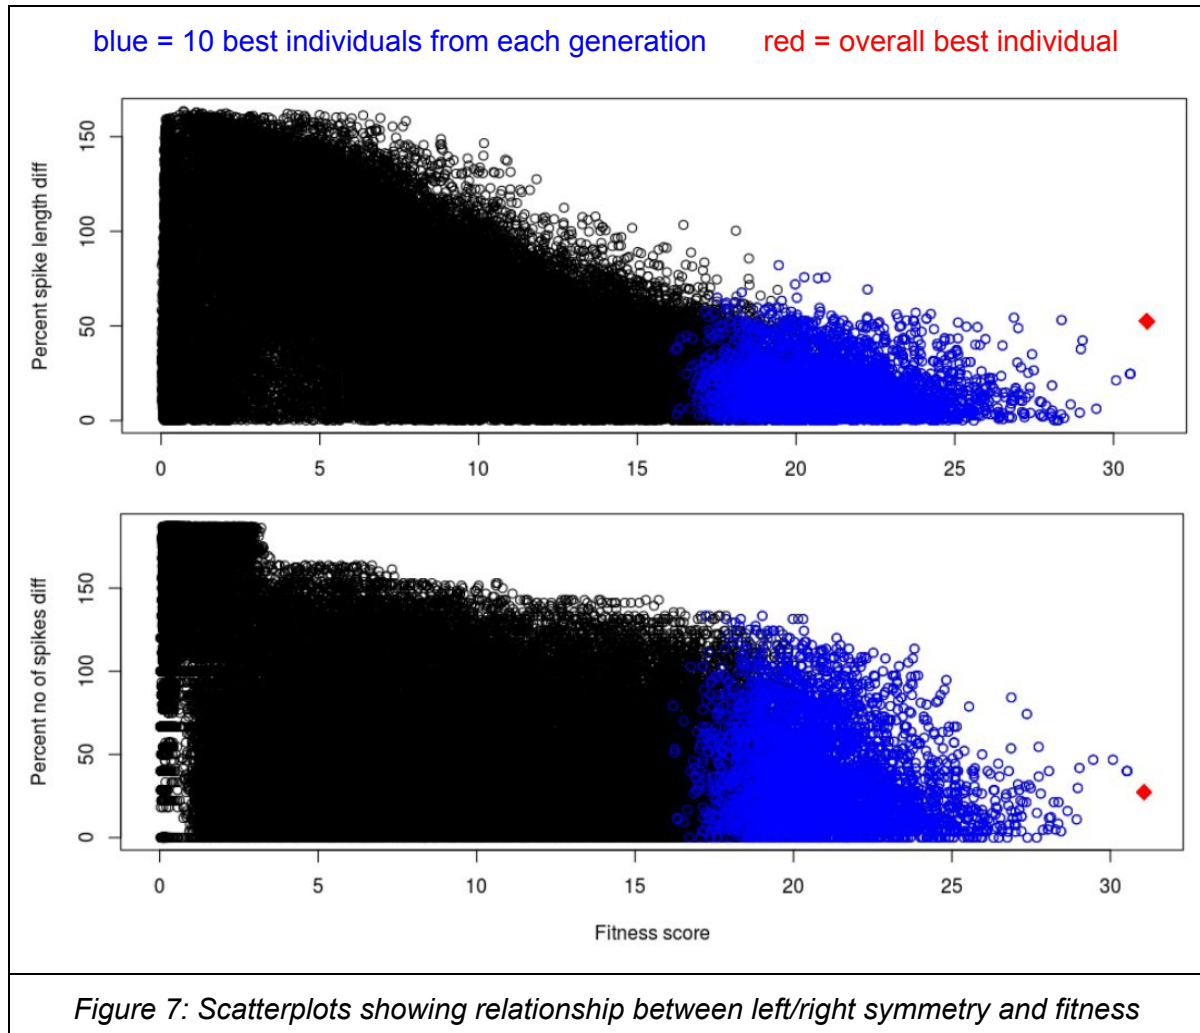 blue = 10 best individuals from each generation red = overall best individual
Percent spike length diff
150
100
50
0
0 5 10 15 20 25 30
Percent no of spikes diff
150
100
50
0
0 5 10 15 20 25 30
Fitness score
Figure 7: Scatterplots showing relationship between left/right symmetry and fitness